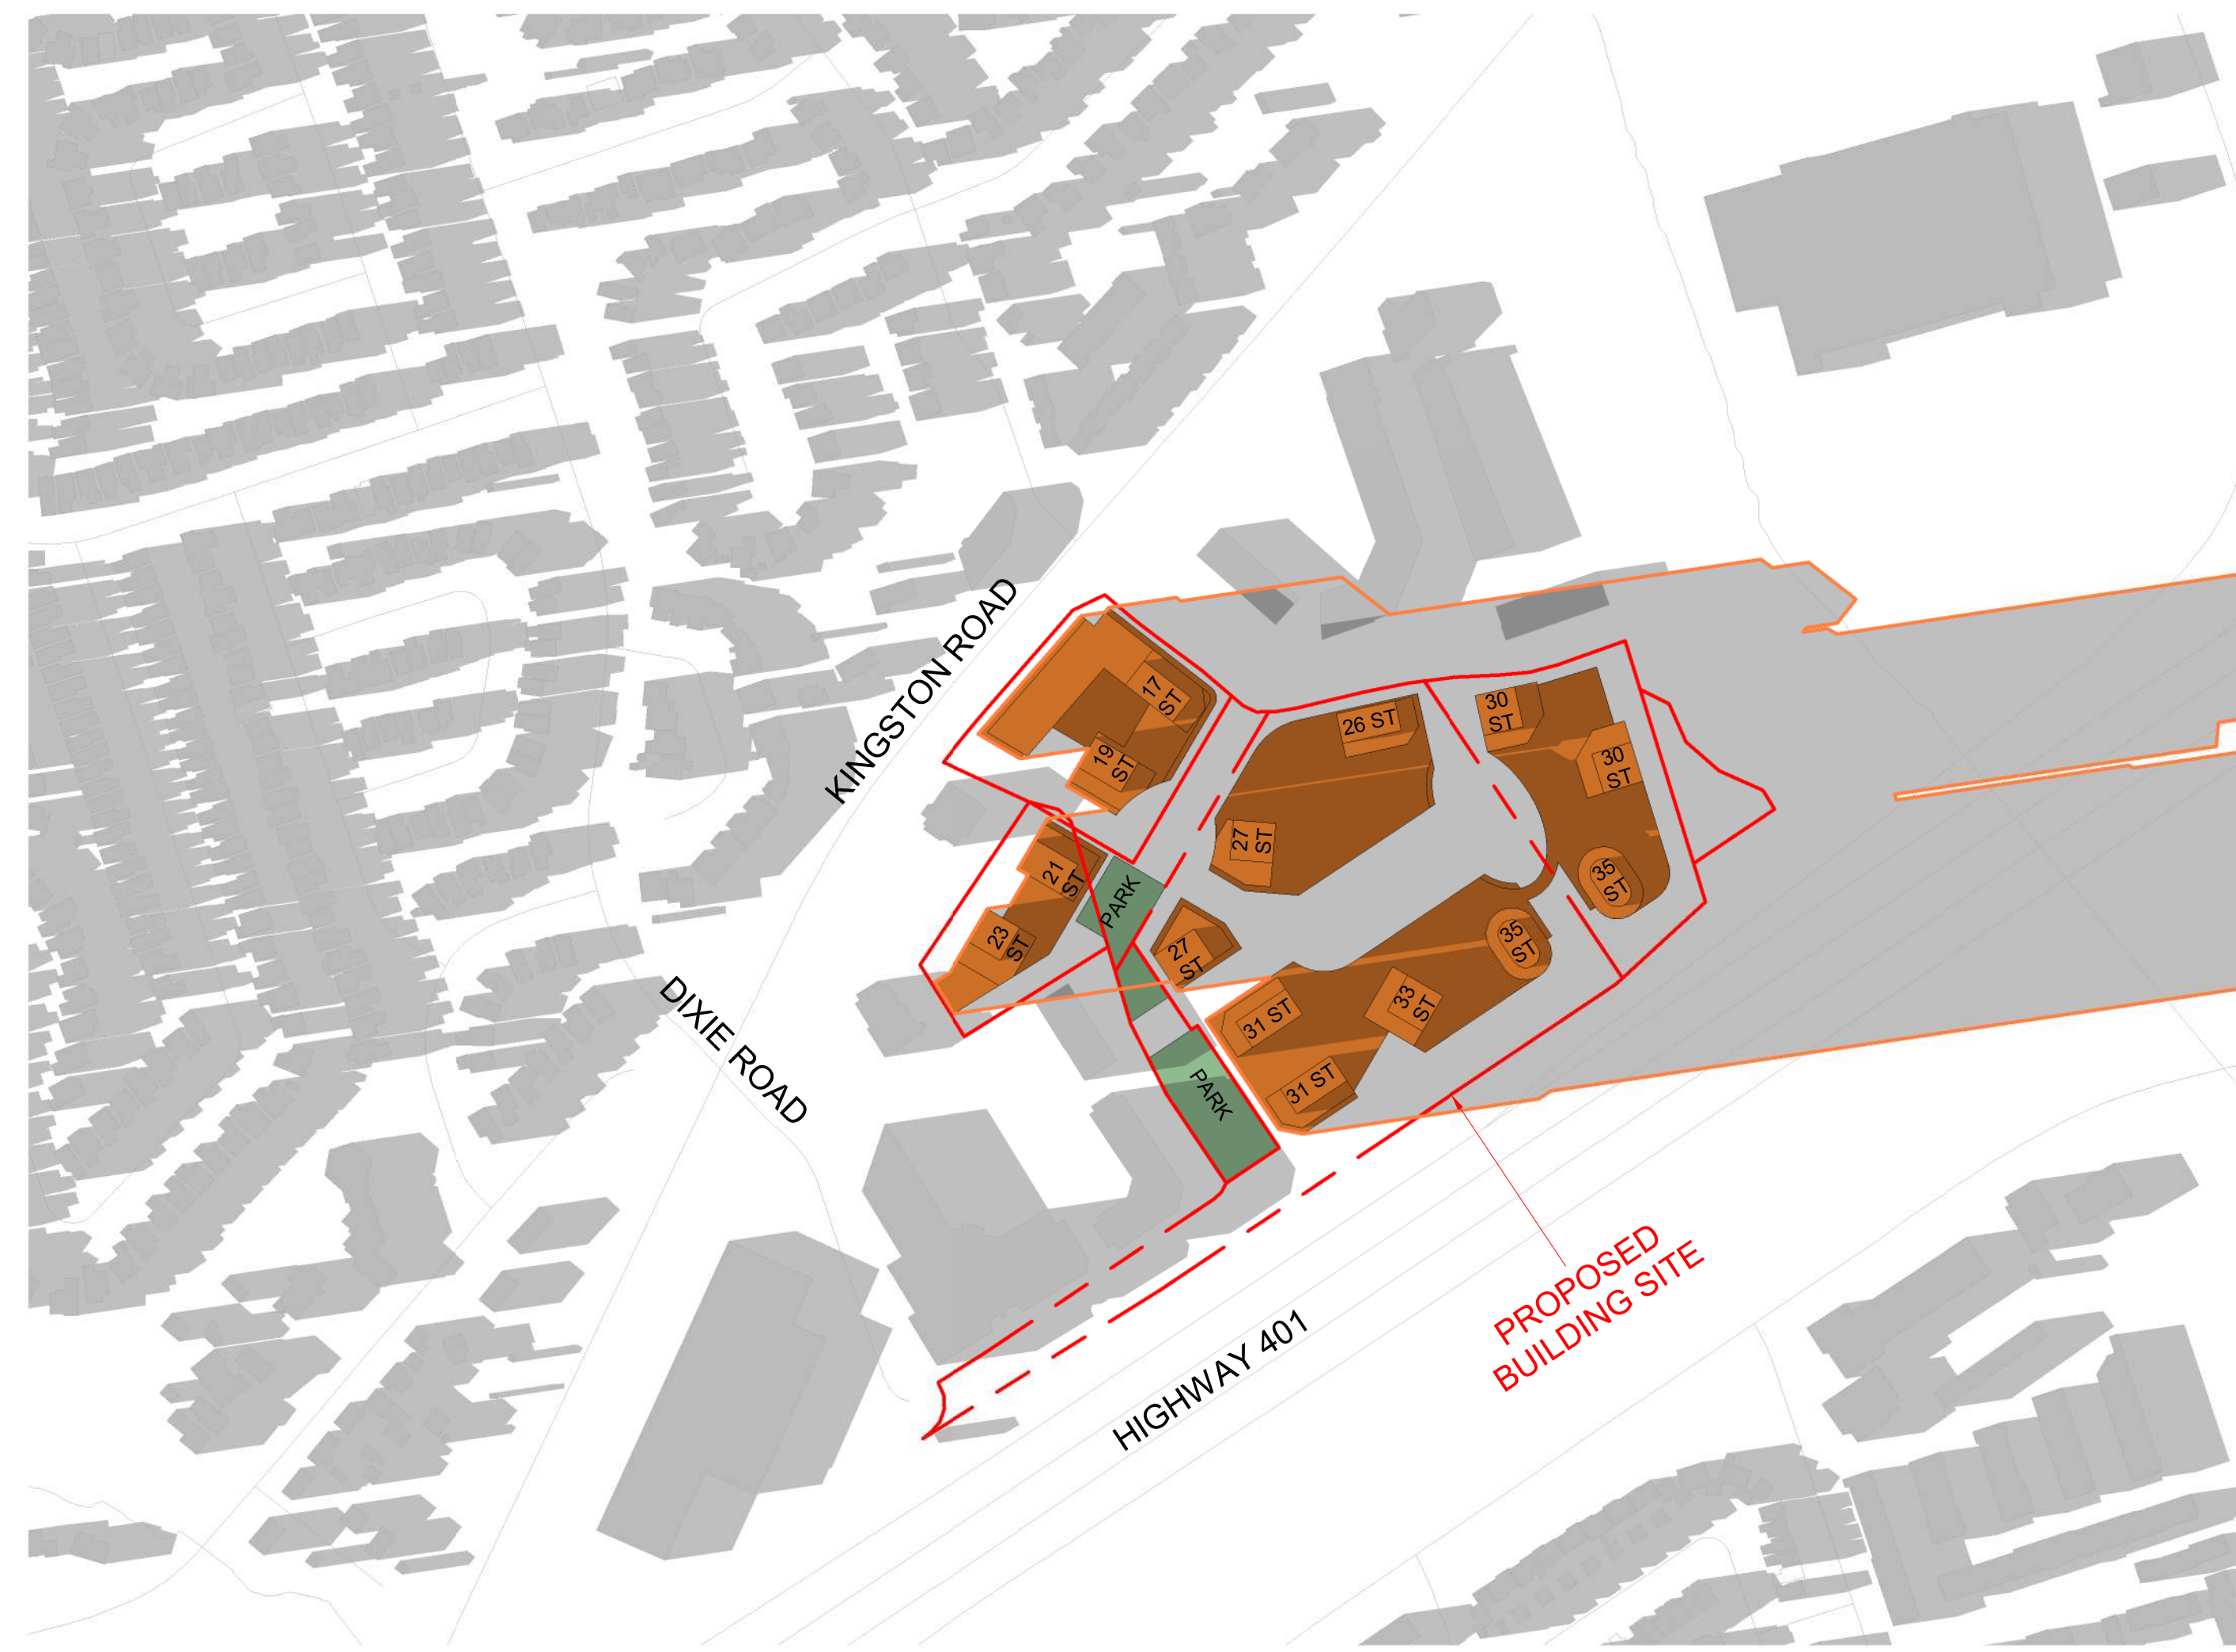 KINGSTON ROAD
17
ST
19
ST
26 ST
30
ST
30
ST
27
ST
21
ST
35
ST
PARK
23
ST
27
ST
35
ST
33
ST
31 ST
DIXIE ROAD
31 ST
PARK
PROPOSED
BUILDING SITE
HIGHWAY 401